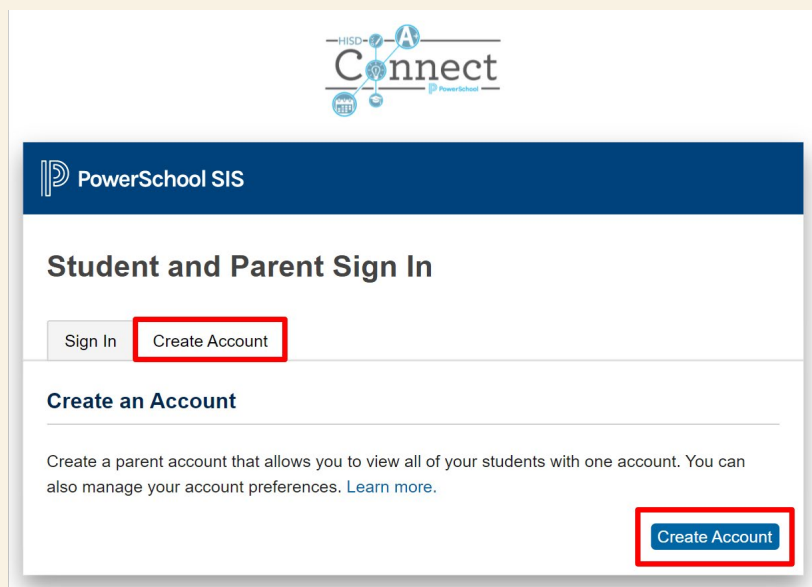 HISD
Connect
PowerSchool
PowerSchool SIS
Student and Parent Sign In
Sign In
Create Account
Create an Account
Create a parent account that allows you to view all of your students with one account. You can
also manage your account preferences. Learn more.
Create Account